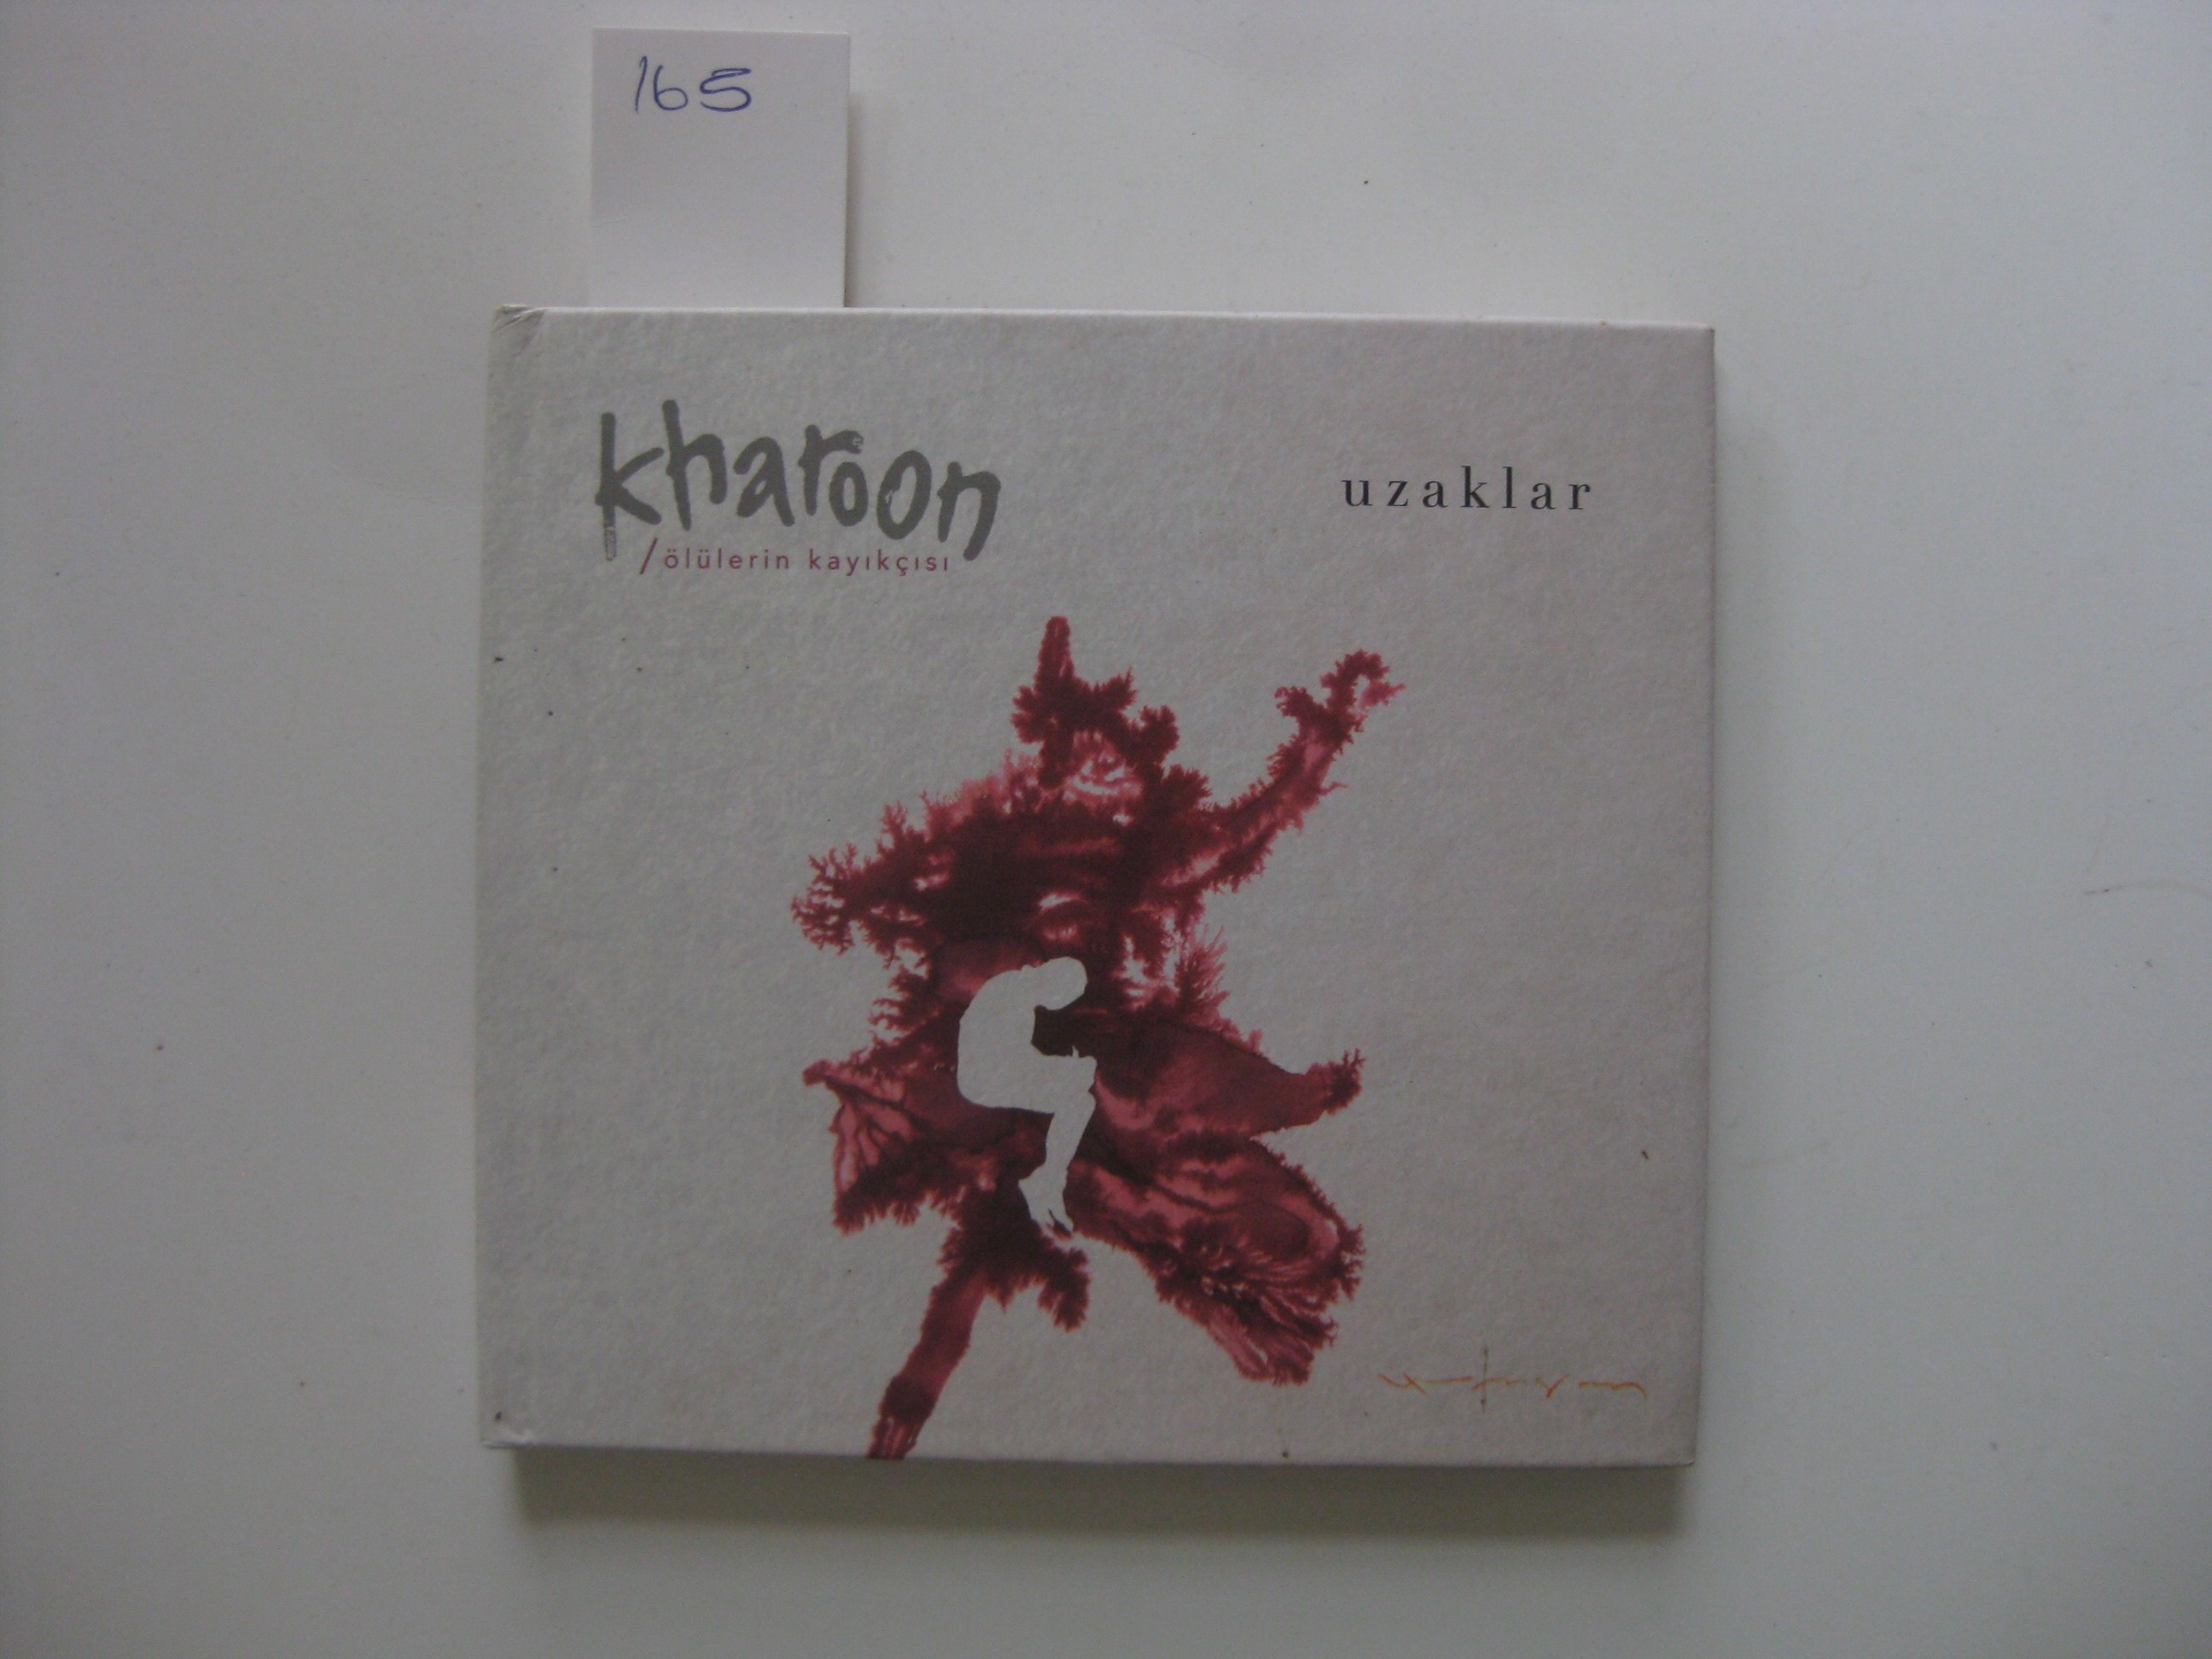 165
kharoon
/ölülerin kayıkçısı
uzaklar